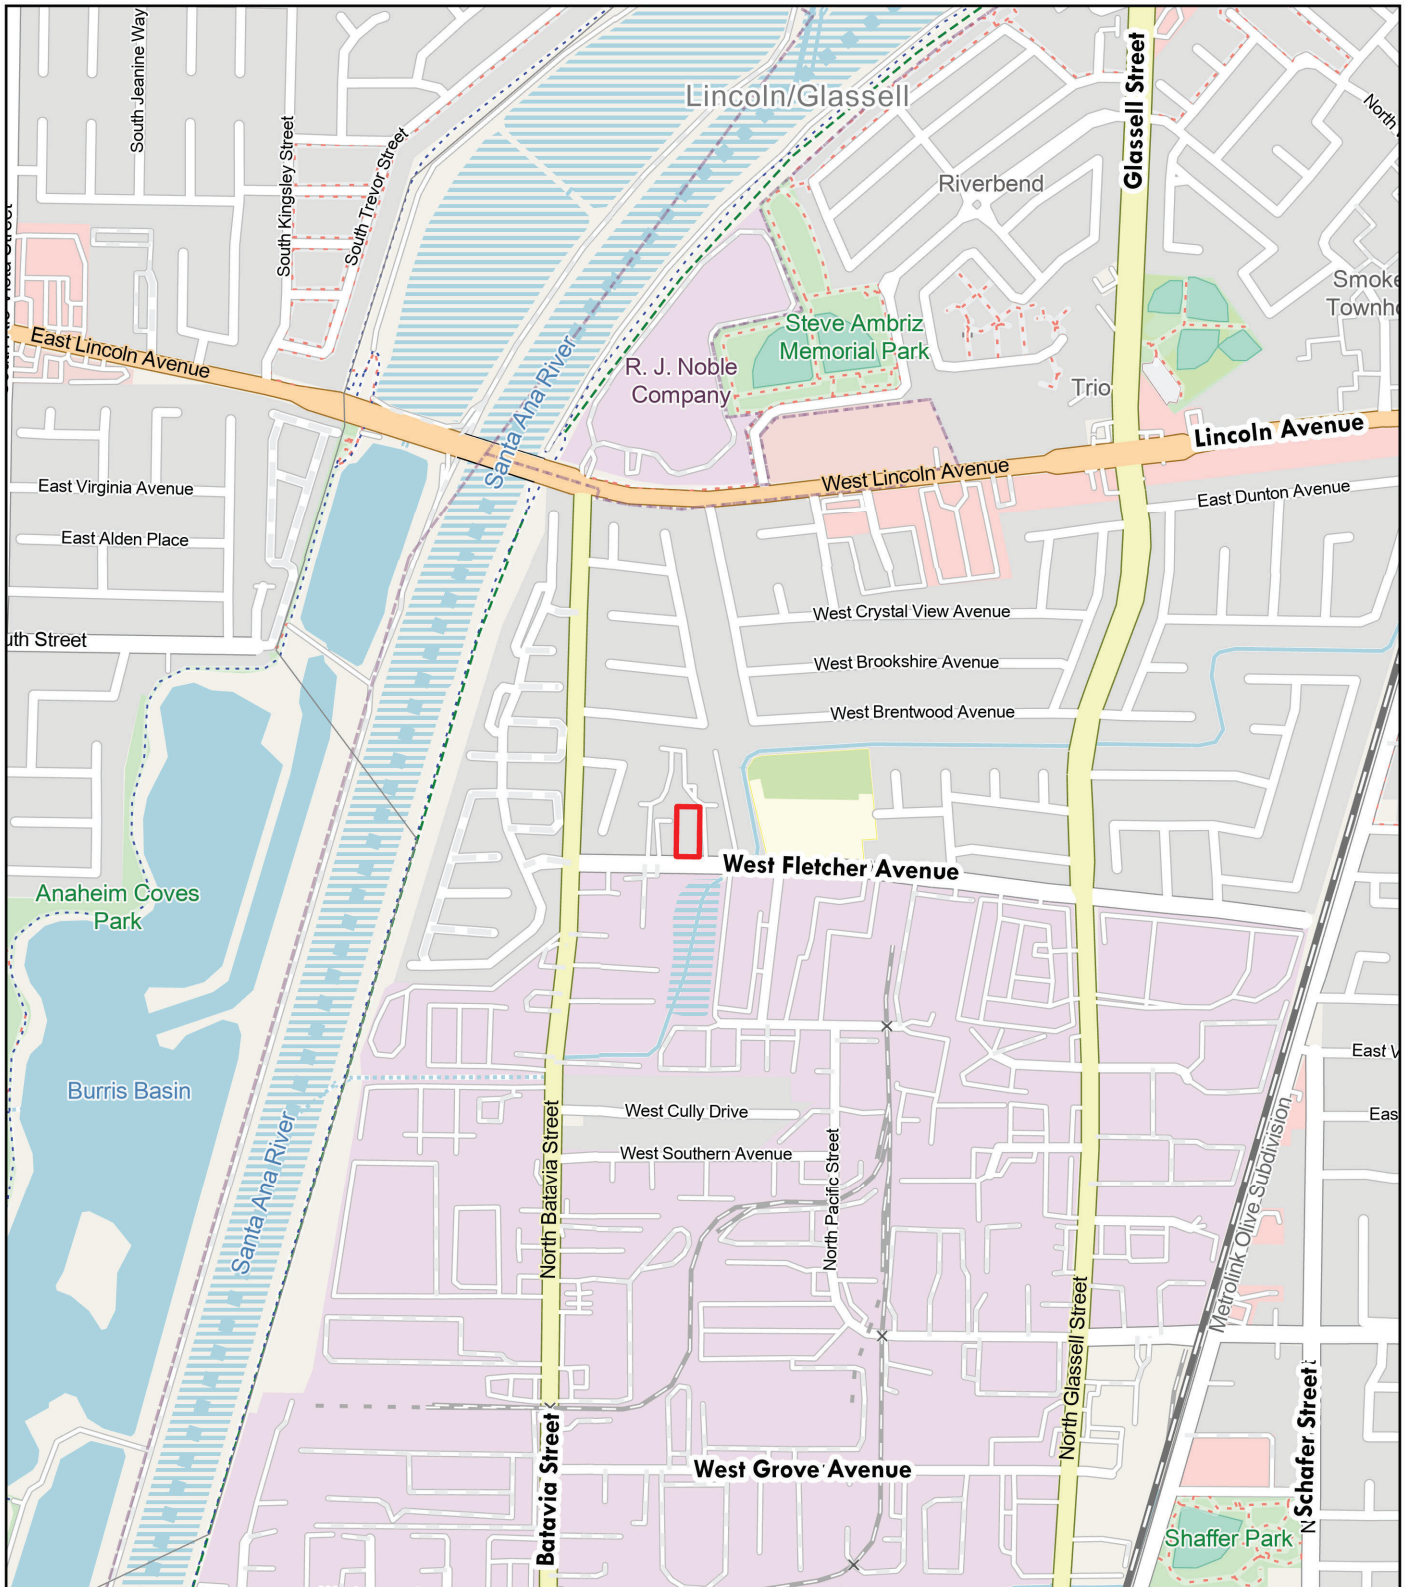 South Jeanine Way
South Kingsley Street
South Trevor Street
Lincoln/Glassell
Glassell Street
North
Riverbend
Smoke
Townho
Steve Ambriz
Memorial Park
R. J. Noble
Company
Trio
East Lincoln Avenue
Santa Ana River
Lincoln Avenue
West Lincoln Avenue
East Dunton Avenue
East Virginia Avenue
East Alden Place
West Crystal View Avenue
uth Street
West Brookshire Avenue
West Brentwood Avenue
West Fletcher Avenue
Anaheim Coves
Park
East V
Burris Basin
West Cully Drive
Eas
West Southern Avenue
North Batavia Street
North Pacific Street
Santa Ana River
Metrolink Olive Subdivision
North Glassell Street
N Schafer Street
Batavia Street
West Grove Avenue
Shaffer Park